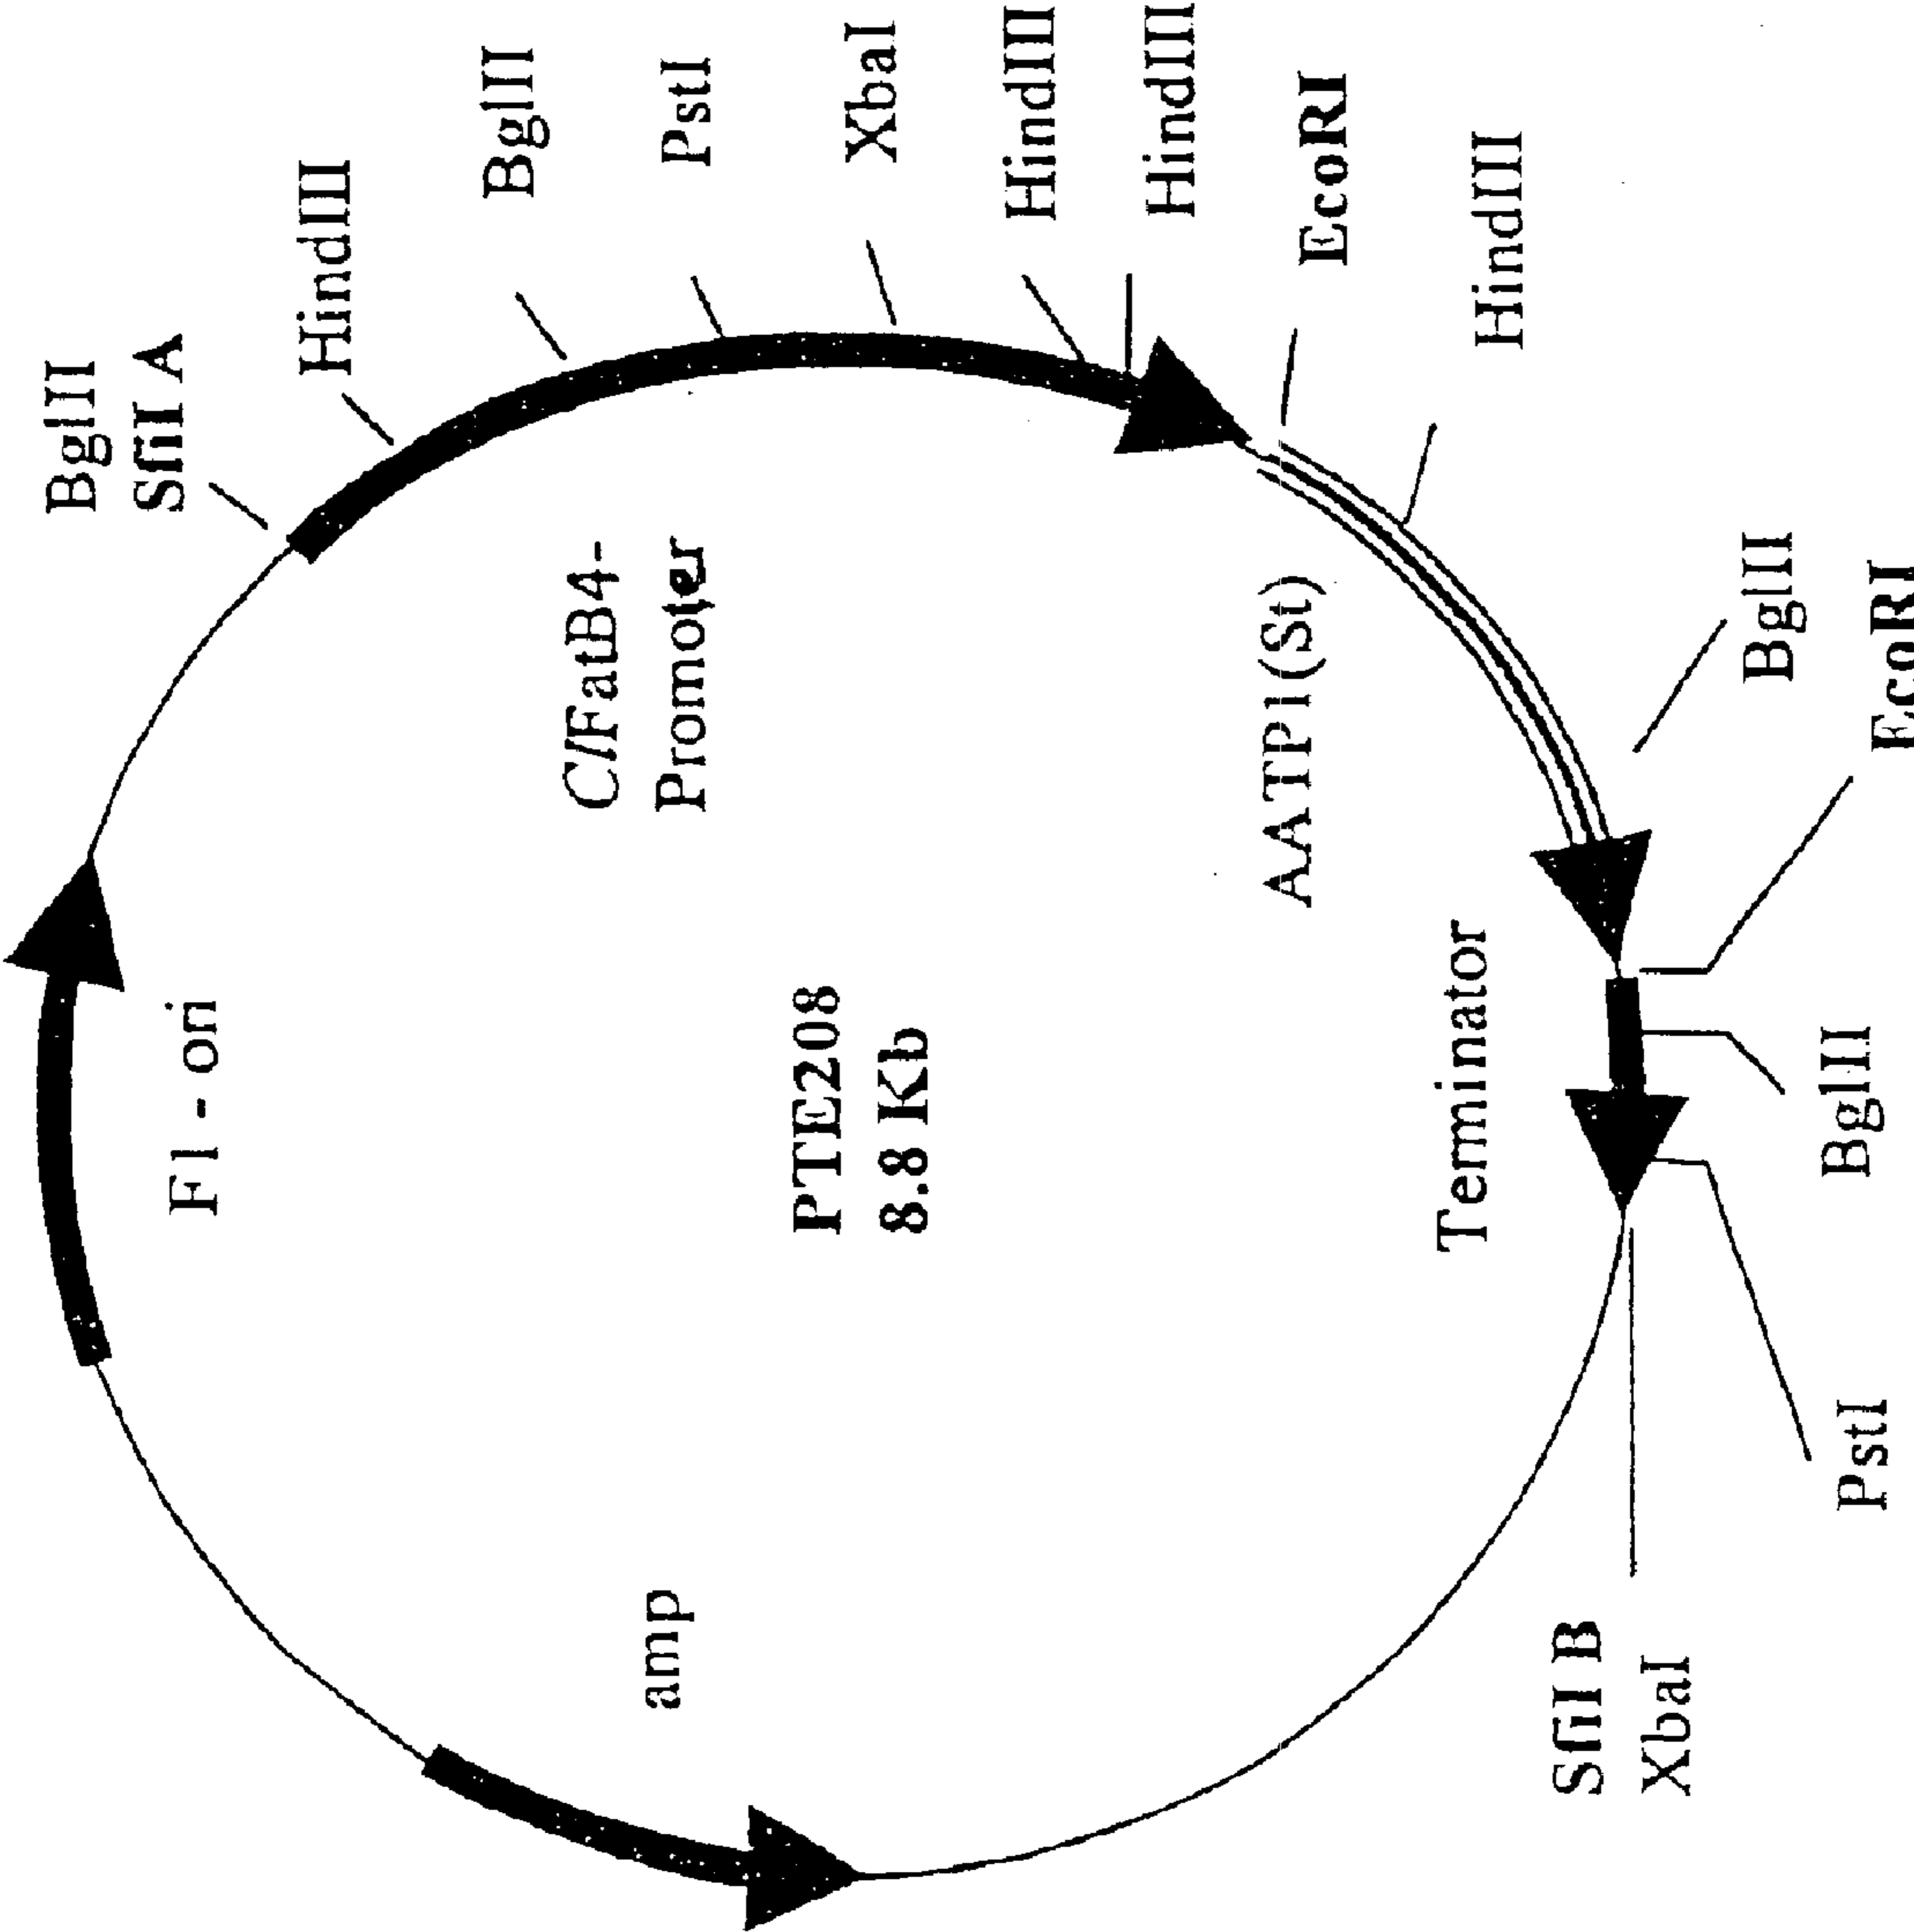 BglII
SfiI A
F1 - ori
HindIII
BglII
ClFatB4-
Promoter
PstI
amp
XbaI
PTE208
8.8 Kb
HindIII
HindIII
EcoRI
AATP1(St)
HindIII
Terminator
SfiI B
XbaI
BglII
EcoRI
BglII
PstI